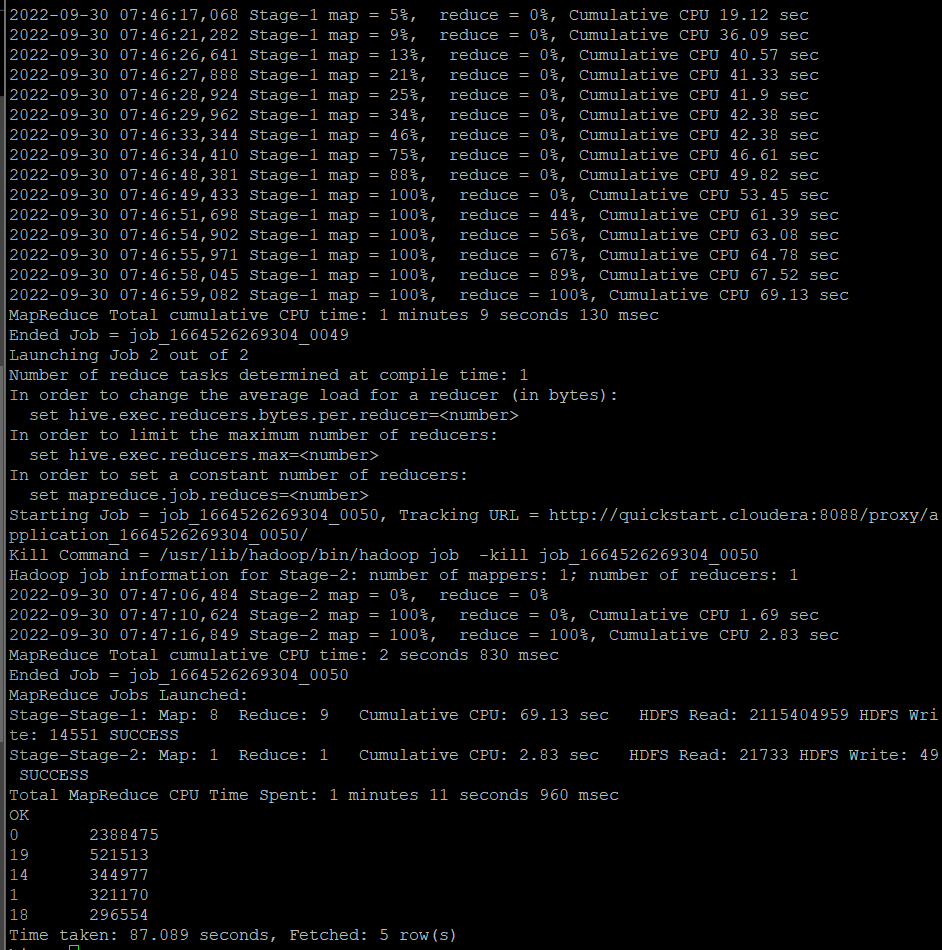 2022-09-30 07:46:17,068 Stage-1 map = 5%,  reduce = 0%, Cumulative CPU 19.12 sec
2022-09-30 07:46:21,282 Stage-1 map = 9%,  reduce = 0%, Cumulative CPU 36.09 sec
2022-09-30 07:46:26,641 Stage-1 map = 13%,  reduce = 0%, Cumulative CPU 40.57 sec
2022-09-30 07:46:27,888 Stage-1 map = 21%,  reduce = 0%, Cumulative CPU 41.33 sec
2022-09-30 07:46:28,924 Stage-1 map = 25%,  reduce = 0%, Cumulative CPU 41.9 sec
2022-09-30 07:46:29,962 Stage-1 map = 34%,  reduce = 0%, Cumulative CPU 42.38 sec
2022-09-30 07:46:33,344 Stage-1 map = 46%,  reduce = 0%, Cumulative CPU 42.38 sec
2022-09-30 07:46:34,410 Stage-1 map = 75%,  reduce = 0%, Cumulative CPU 46.61 sec
2022-09-30 07:46:48,381 Stage-1 map = 88%,  reduce = 0%, Cumulative CPU 49.82 sec
2022-09-30 07:46:49,433 Stage-1 map = 100%,  reduce = 0%, Cumulative CPU 53.45 sec
2022-09-30 07:46:51,698 Stage-1 map = 100%,  reduce = 44%, Cumulative CPU 61.39 sec
2022-09-30 07:46:54,902 Stage-1 map = 100%,  reduce = 56%, Cumulative CPU 63.08 sec
2022-09-30 07:46:55,971 Stage-1 map = 100%,  reduce = 67%, Cumulative CPU 64.78 sec
2022-09-30 07:46:58,045 Stage-1 map = 100%,  reduce = 89%, Cumulative CPU 67.52 sec
2022-09-30 07:46:59,082 Stage-1 map = 100%,  reduce = 100%, Cumulative CPU 69.13 sec
MapReduce Total cumulative CPU time: 1 minutes 9 seconds 130 msec
Ended Job = job_1664526269304_0049
Launching Job 2 out of 2
Number of reduce tasks determined at compile time: 1
In order to change the average load for a reducer (in bytes):
  set hive.exec.reducers.bytes.per.reducer=<number>
In order to limit the maximum number of reducers:
  set hive.exec.reducers.max=<number>
In order to set a constant number of reducers:
  set mapreduce.job.reduces=<number>
Starting Job = job_1664526269304_0050, Tracking URL = http://quickstart.cloudera:8088/proxy/a
pplication_1664526269304_0050/
Kill Command = /usr/lib/hadoop/bin/hadoop job  -kill job_1664526269304_0050
Hadoop job information for Stage-2: number of mappers: 1; number of reducers: 1
2022-09-30 07:47:06,484 Stage-2 map = 0%,  reduce = 0%
2022-09-30 07:47:10,624 Stage-2 map = 100%,  reduce = 0%, Cumulative CPU 1.69 sec
2022-09-30 07:47:16,849 Stage-2 map = 100%,  reduce = 100%, Cumulative CPU 2.83 sec
MapReduce Total cumulative CPU time: 2 seconds 830 msec
Ended Job = job_1664526269304_0050
MapReduce Jobs Launched:
Stage-Stage-1: Map: 8  Reduce: 9   Cumulative CPU: 69.13 sec   HDFS Read: 2115404959 HDFS Wri
te: 14551 SUCCESS
Stage-Stage-2: Map: 1  Reduce: 1   Cumulative CPU: 2.83 sec   HDFS Read: 21733 HDFS Write: 49
 SUCCESS
Total MapReduce CPU Time Spent: 1 minutes 11 seconds 960 msec
OK
0       2388475
19      521513
14      344977
1       321170
18      296554
Time taken: 87.089 seconds, Fetched: 5 row(s)